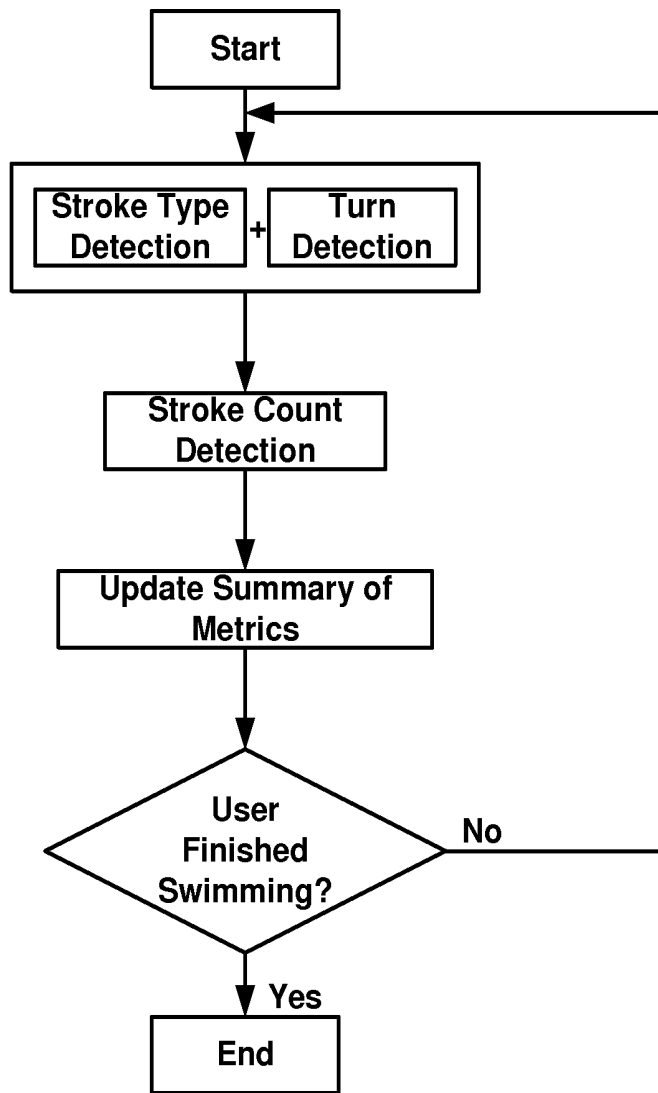 Start
Stroke Type
Detection
+
Turn
Detection
Stroke Count
Detection
Update Summary of
Metrics
User
Finished
Swimming?
No
Yes
End